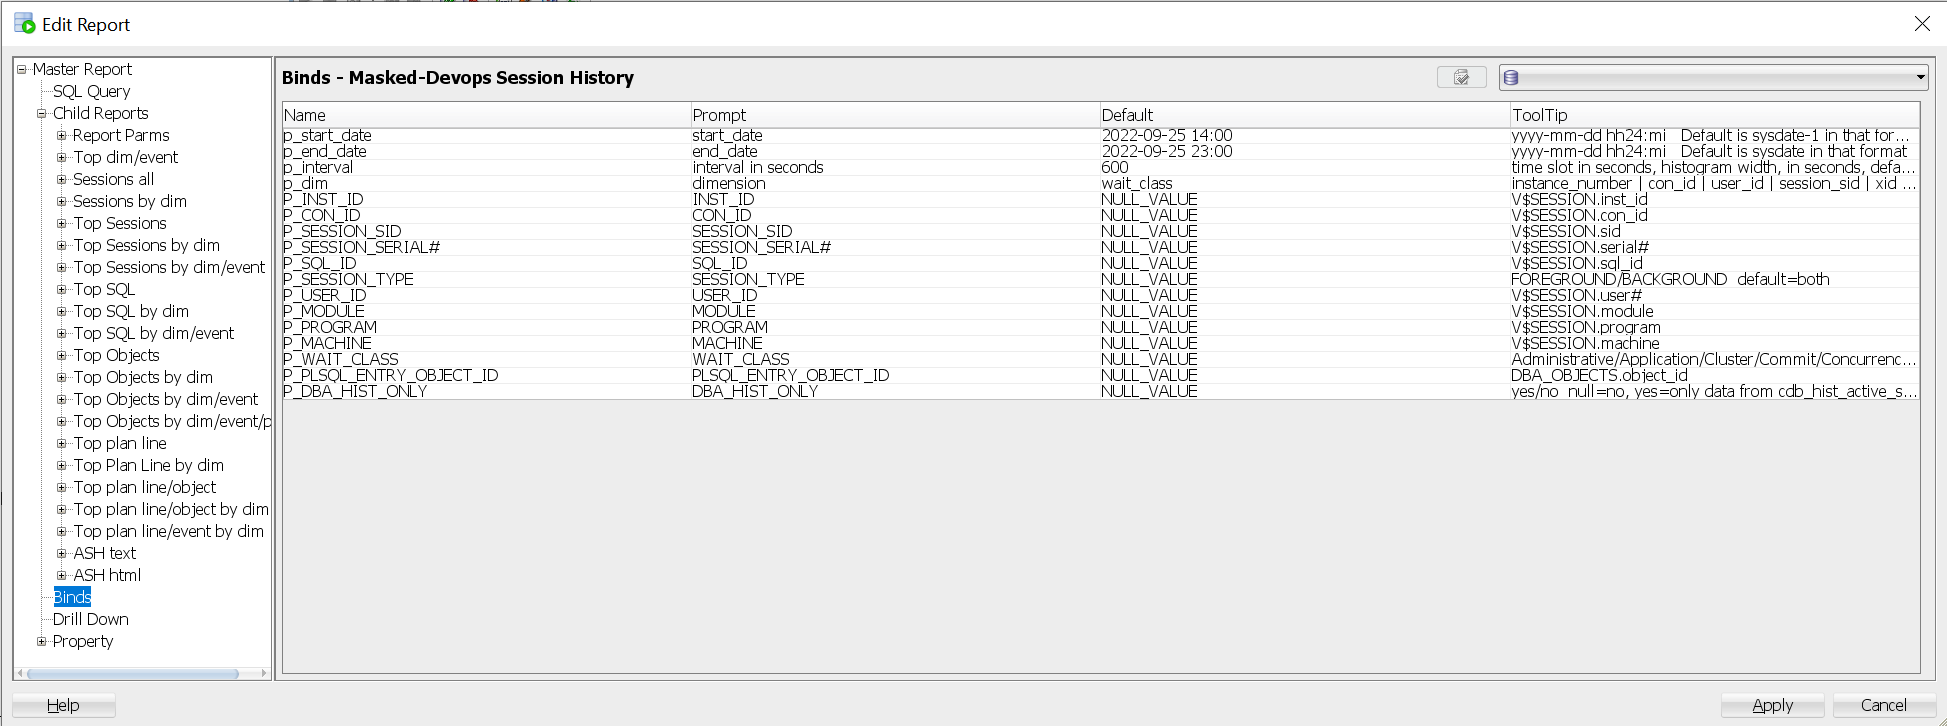 Edit Report
Master Report
SQL Query
Child Reports
Report Parms
Top dim/event
Sessions all
Sessions by dim
Top Sessions
Top Sessions by dim
Top Sessions by dim/event
Top SQL
Top SQL by dim
Top SQL by dim/event
Top Objects
Top Objects by dim
Top Objects by dim/event
Top Objects by dim/event/p
Top plan line
Top Plan Line by dim
Top plan line/object
Top plan line/object by dim
Top plan line/event by dim
ASH text
ASH html
Binds
Drill Down
Property
Binds - Masked-Devops Session History
Name Prompt Default ToolTip
p_start_date start_date 2022-09-25 14:00 yyyy-mm-dd hh24:mi Default is sysdate-1 in that for...
p_end_date end_date 2022-09-25 23:00 yyyy-mm-dd hh24:mi Default is sysdate in that format
p_interval interval in seconds 600 time slot in seconds, histogram width, in seconds, defa...
p_dim dimension wait_class instance_number | con_id | user_id | session_sid | xid ...
P_INST_ID INST_ID NULL_VALUE V$SESSION.inst_id
P_CON_ID CON_ID NULL_VALUE V$SESSION.con_id
P_SESSION_SID SESSION_SID NULL_VALUE V$SESSION.sid
P_SESSION_SERIAL# SESSION_SERIAL# NULL_VALUE V$SESSION.serial#
P_SQL_ID SQL_ID NULL_VALUE V$SESSION.sql_id
P_SESSION_TYPE SESSION_TYPE NULL_VALUE FOREGROUND/BACKGROUND default=both
P_USER_ID USER_ID NULL_VALUE V$SESSION.user#
P_MODULE MODULE NULL_VALUE V$SESSION.module
P_PROGRAM PROGRAM NULL_VALUE V$SESSION.program
P_MACHINE MACHINE NULL_VALUE V$SESSION.machine
P_WAIT_CLASS WAIT_CLASS NULL_VALUE Administrative/Application/Cluster/Commit/Concurrenc...
P_PLSQL_ENTRY_OBJECT_ID PLSQL_ENTRY_OBJECT_ID NULL_VALUE DBA_OBJECTS.object_id
P_DBA_HIST_ONLY DBA_HIST_ONLY NULL_VALUE yes/no null=no, yes=only data from cdb_hist_active_s...
Help
Apply
Cancel